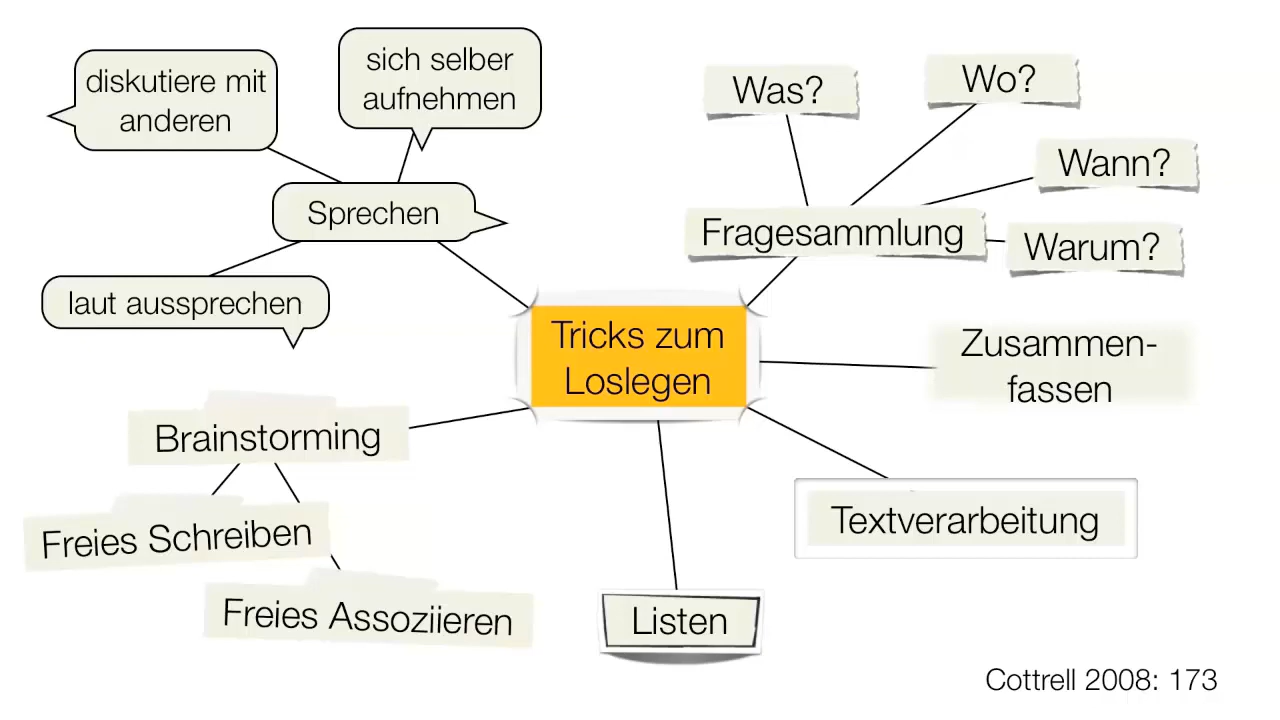 diskutiere mit
anderen
sich selber
aufnehmen
Sprechen
laut aussprechen
Was?
Wo?
Wann?
Fragesammlung
Warum?
Tricks zum
Loslegen
Zusammen-
fassen
Brainstorming
Freies Schreiben
Freies Assoziieren
Textverarbeitung
Listen
Cottrell 2008: 173